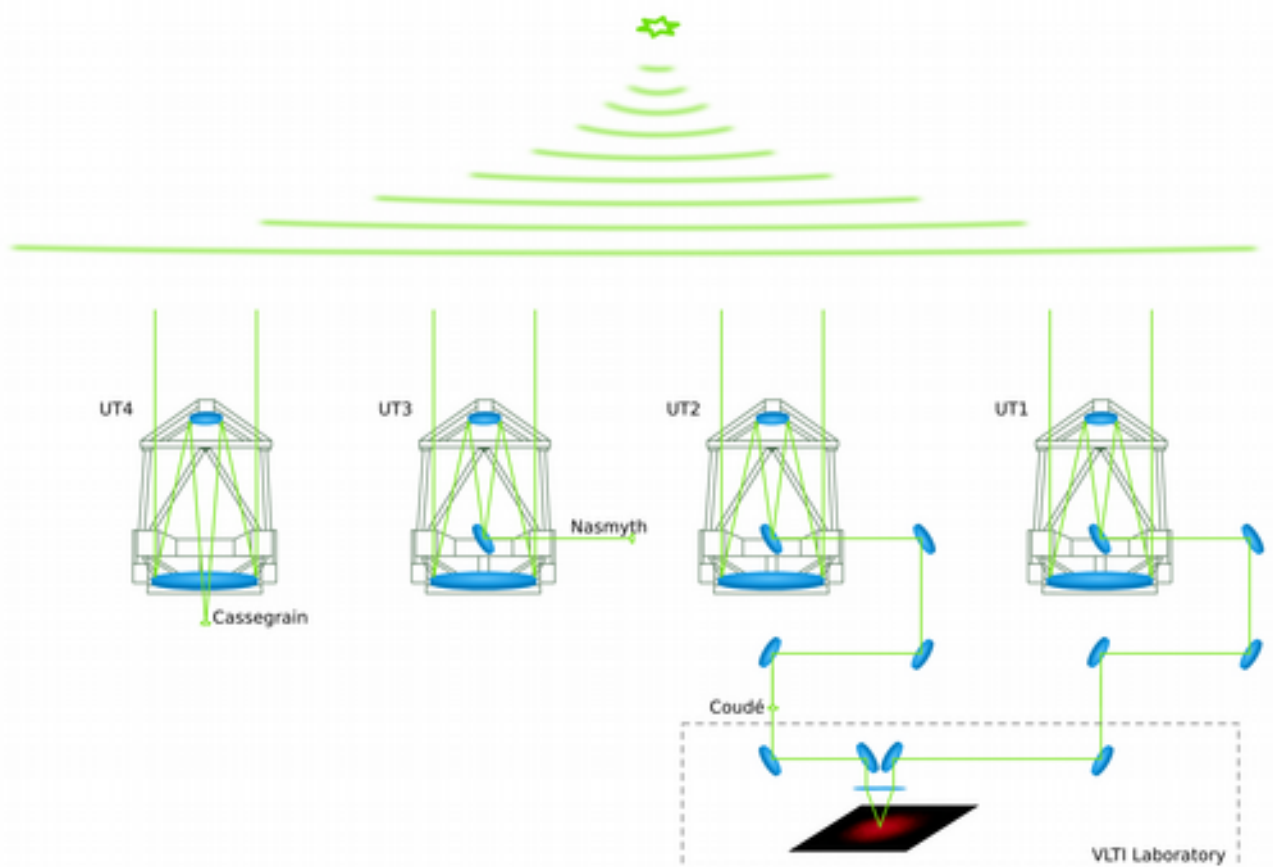 UT4
UT3
UT2
UT1
Nasmyth
Cassegrain
Coudé
VLTI Laboratory